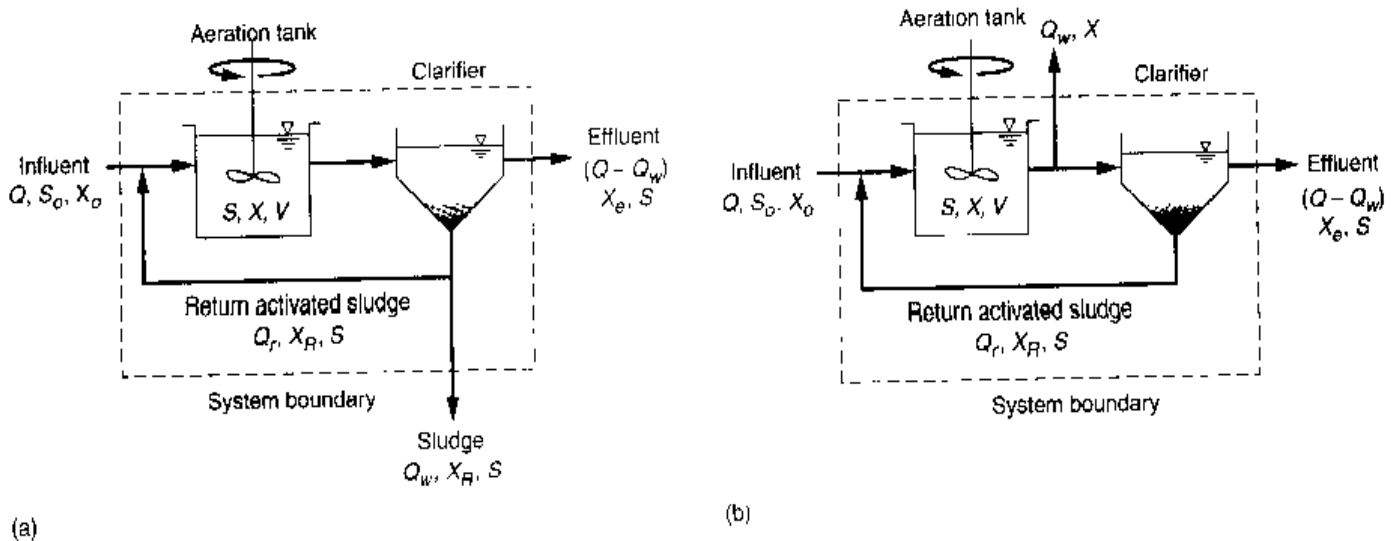 Aeration tank
Clarifier
Influent
Q, S_o, X_o
S, X, V
Effluent
(Q – Q_w)
X_e, S
Return activated sludge
Q_r, X_R, S
System boundary
Sludge
Q_w, X_R, S
(a)
Aeration tank
Q_w, X
Clarifier
Influent
Q, S_o, X_o
S, X, V
Effluent
(Q – Q_w)
X_e, S
Return activated sludge
Q_r, X_R, S
System boundary
(b)